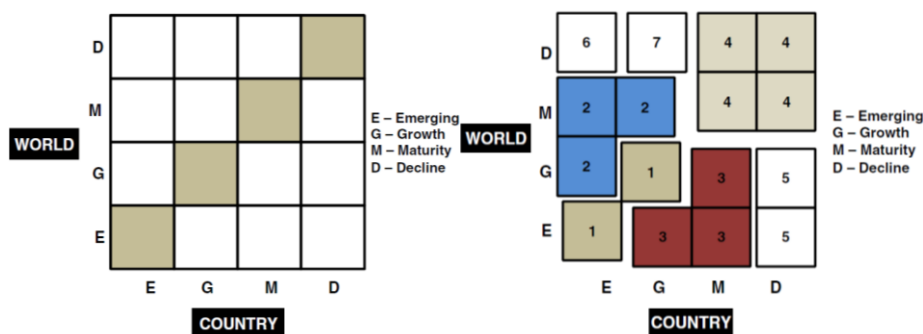 D
M
WORLD
G
E
E G M D
COUNTRY
E – Emerging
G – Growth
M – Maturity
D – Decline
D 6 7 4 4
M 2 2 4 4
WORLD
G 2 1 3 5
E 1 3 3 5
E G M D
COUNTRY
E – Emerging
G – Growth
M – Maturity
D – Decline